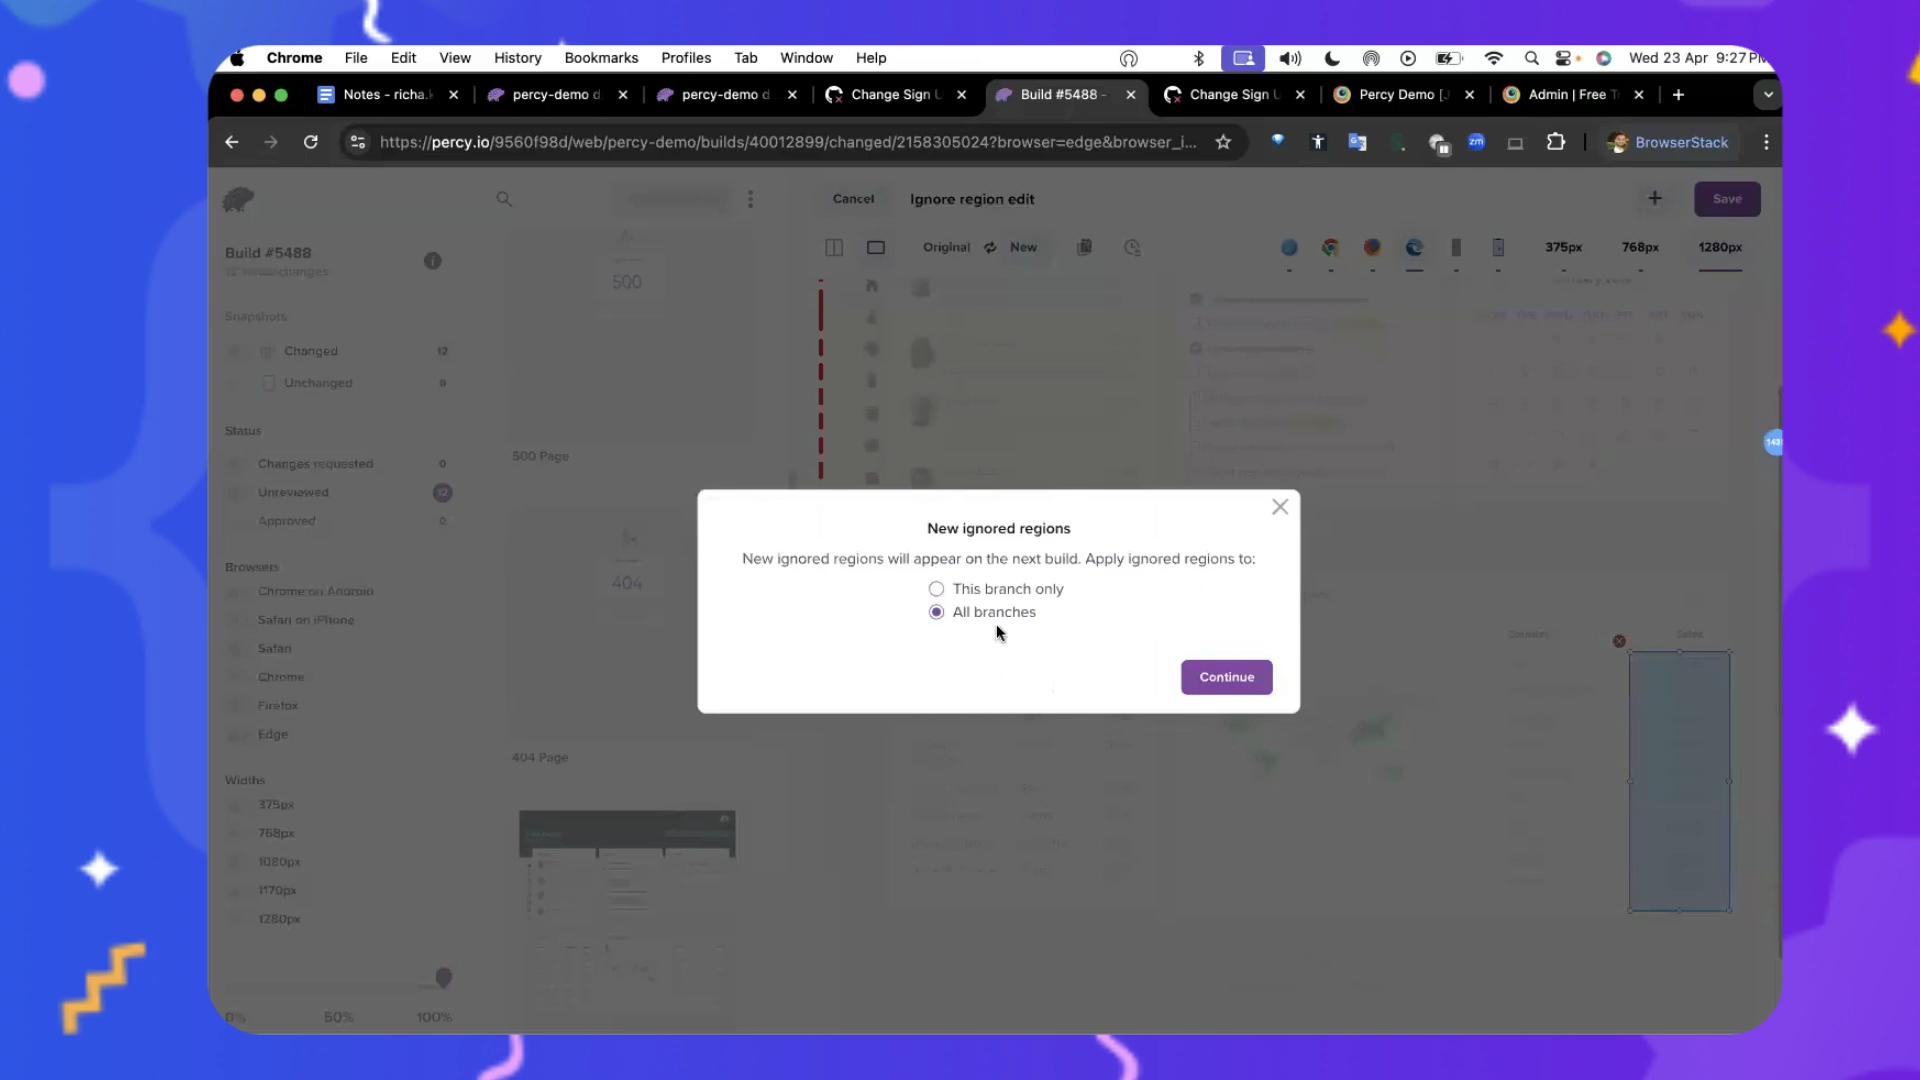 Chrome File Edit View History Bookmarks Profiles Tab Window Help Wed 23 Apr 9:27 PM
Notes - richa. percy-demo d percy-demo d Change Sign U Build #5488 - Change Sign U Percy Demo [J Admin | Free T
https://percy.io/9560f98d/web/percy-demo/builds/40012899/changed/2158305024?browser=edge&browser_i... zm BrowserStack
Cancel Ignore region edit Save
Build #5488
Original New 375px 768px 1280px
500
Snapshots
Changed 12
Unchanged 0
Status
500 Page
Changes requested 0
Unreviewed 12
Approved 0
New ignored regions
New ignored regions will appear on the next build. Apply ignored regions to:
This branch only
All branches
Continue
Browsers
Chrome on Android
404
Safari on iPhone
Safari
Chrome
Firefox
Edge
404 Page
Widths
375px
768px
1080px
1170px
1280px
0% 50% 100%
Sales